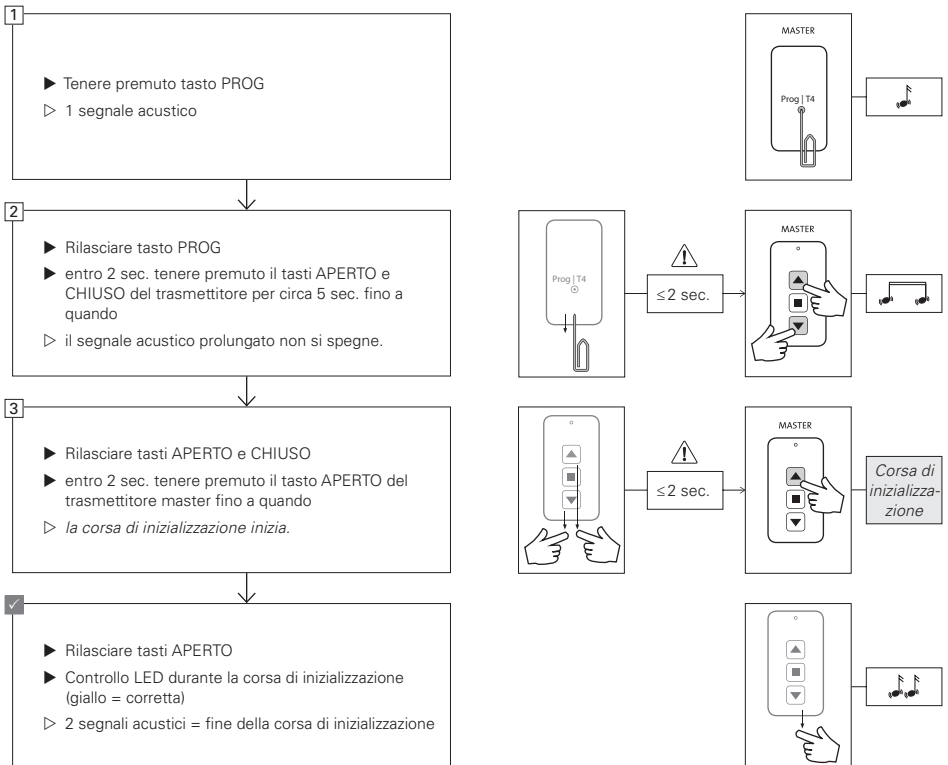 1
▶ Tenere premuto tasto PROG
▷ 1 segnale acustico
MASTER
Prog | T4
2
▶ Rilasciare tasto PROG
▶ entro 2 sec. tenere premuto il tasti APERTO e
CHIUSO del trasmettitore per circa 5 sec. fino a
quando
▷ il segnale acustico prolungato non si spegne.
Prog | T4
≤2 sec.
MASTER
3
▶ Rilasciare tasti APERTO e CHIUSO
▶ entro 2 sec. tenere premuto il tasto APERTO del
trasmettitore master fino a quando
▷ la corsa di inizializzazione inizia.
≤2 sec.
MASTER
Corsa di
inizializza-
zione
▶ Rilasciare tasti APERTO
▶ Controllo LED durante la corsa di inizializzazione
(giallo = corretta)
▷ 2 segnali acustici = fine della corsa di inizializzazione